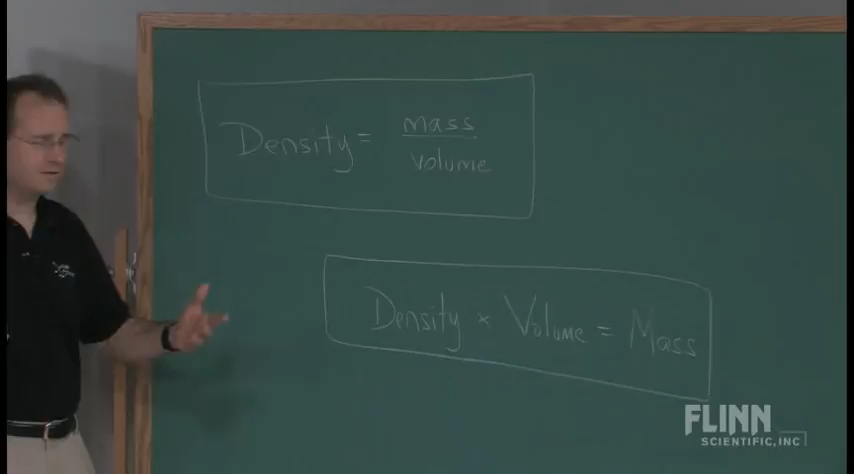 Density = mass
volume
Density × Volume = Mass
FLINN
SCIENTIFIC, INC